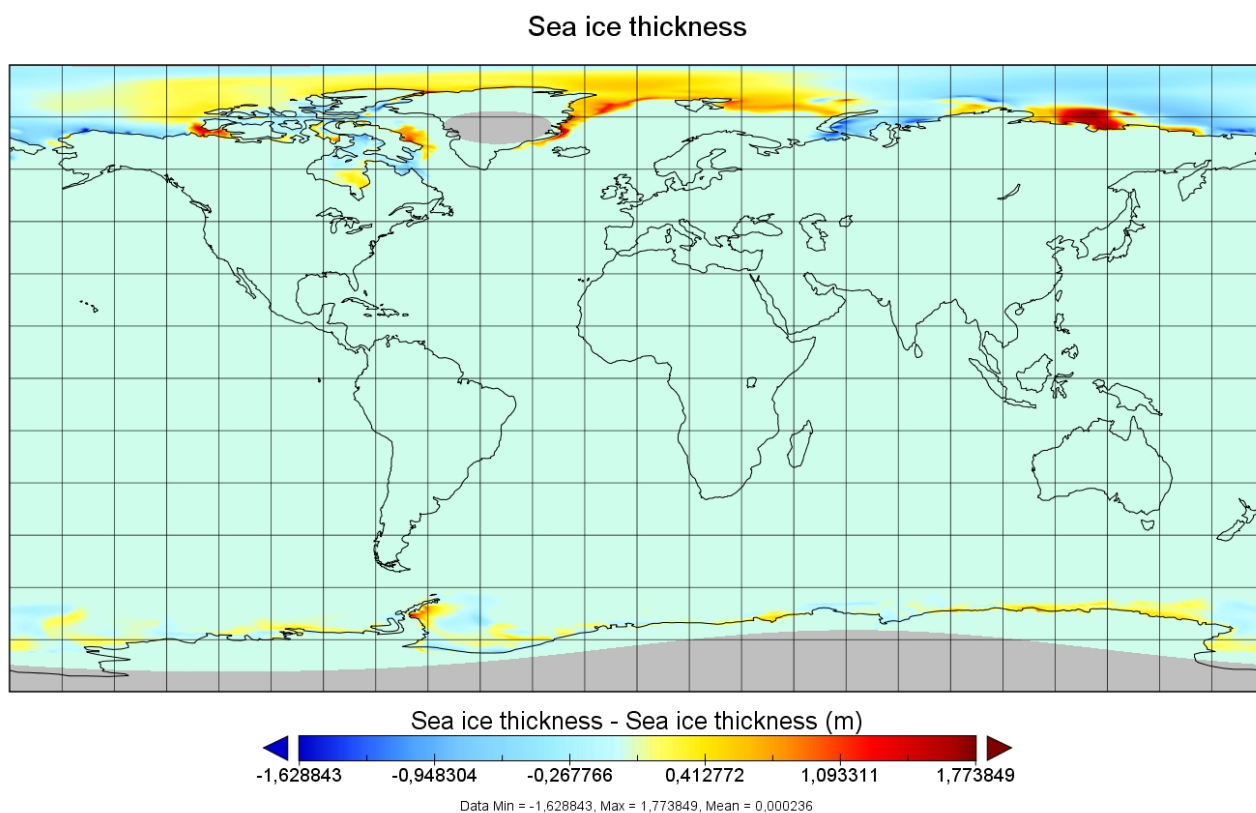 Sea ice thickness
Sea ice thickness - Sea ice thickness (m)
-1,628843 -0,948304 -0,267766 0,412772 1,093311 1,773849
Data Min = -1,628843, Max = 1,773849, Mean = 0,000236